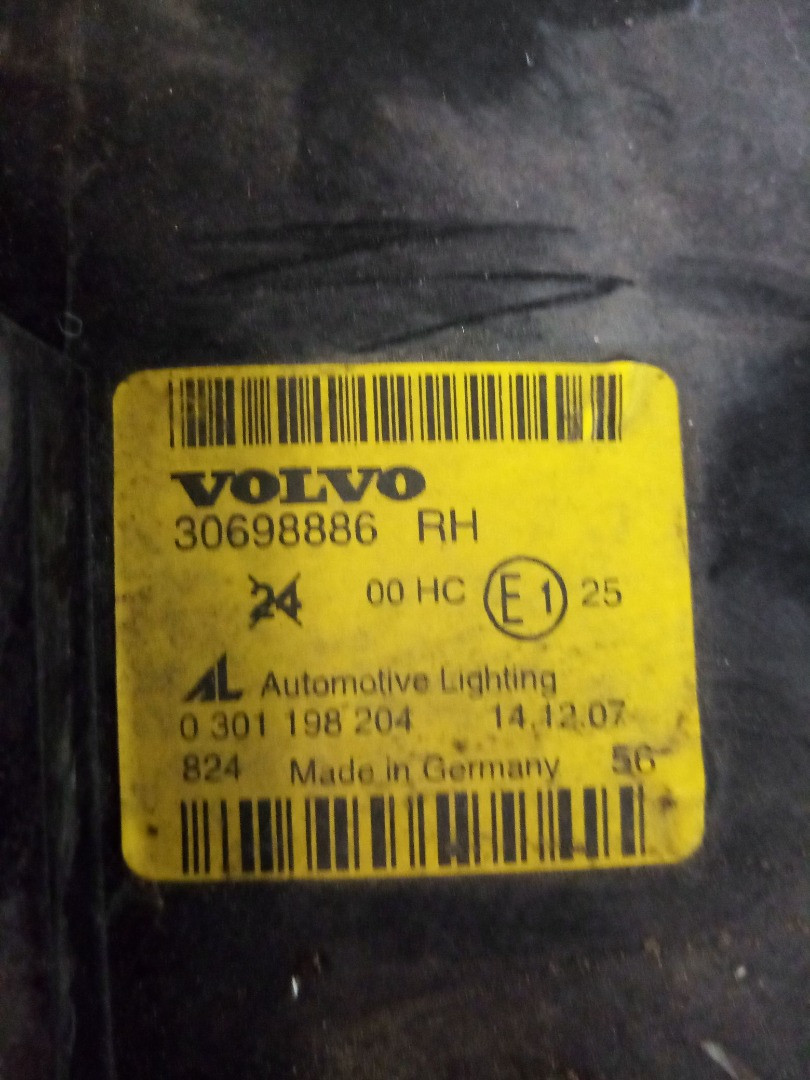 VOLVO
30698886 RH
24 00 HC E1 25
AL Automotive Lighting
0 301 198 204 14.12.07
824 Made in Germany 56